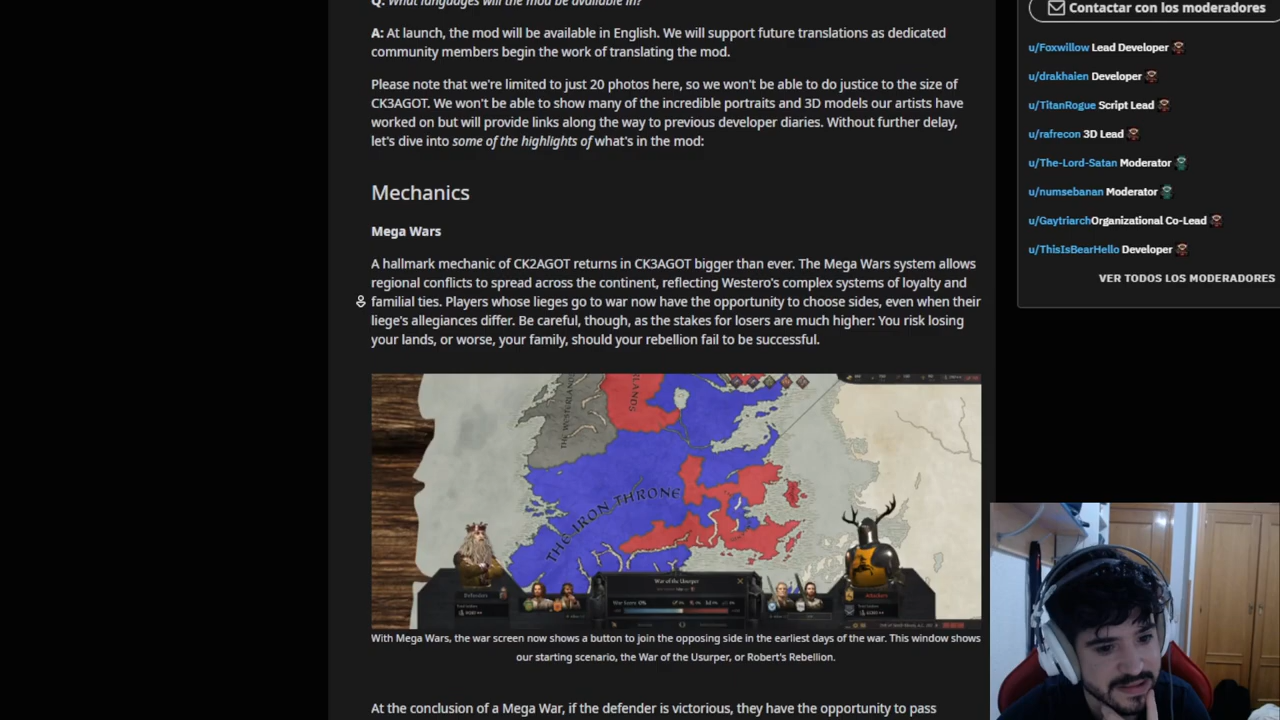 Q: What languages will the mod be available in?
A: At launch, the mod will be available in English. We will support future translations as dedicated
community members begin the work of translating the mod.
Please note that we're limited to just 20 photos here, so we won't be able to do justice to the size of
CK3AGOT. We won't be able to show many of the incredible portraits and 3D models our artists have
worked on but will provide links along the way to previous developer diaries. Without further delay,
let's dive into some of the highlights of what's in the mod:
Mechanics
Mega Wars
A hallmark mechanic of CK2AGOT returns in CK3AGOT bigger than ever. The Mega Wars system allows
regional conflicts to spread across the continent, reflecting Westero's complex systems of loyalty and
familial ties. Players whose lieges go to war now have the opportunity to choose sides, even when their
liege's allegiances differ. Be careful, though, as the stakes for losers are much higher: You risk losing
your lands, or worse, your family, should your rebellion fail to be successful.
THE WESTERLAND
RLANDS
THE IRON THRONE
War of the Usurper
War Score: 0%
Defenders
Attackers
With Mega Wars, the war screen now shows a button to join the opposing side in the earliest days of the war. This window shows
our starting scenario, the War of the Usurper, or Robert's Rebellion.
At the conclusion of a Mega War, if the defender is victorious, they have the opportunity to pass
Contactar con los moderadores
u/Foxwillow Lead Developer
u/drakhaien Developer
u/TitanRogue Script Lead
u/rafrecon 3D Lead
u/The-Lord-Satan Moderator
u/numsebanan Moderator
u/GaytriarchOrganizational Co-Lead
u/ThisIsBearHello Developer
VER TODOS LOS MODERADORES